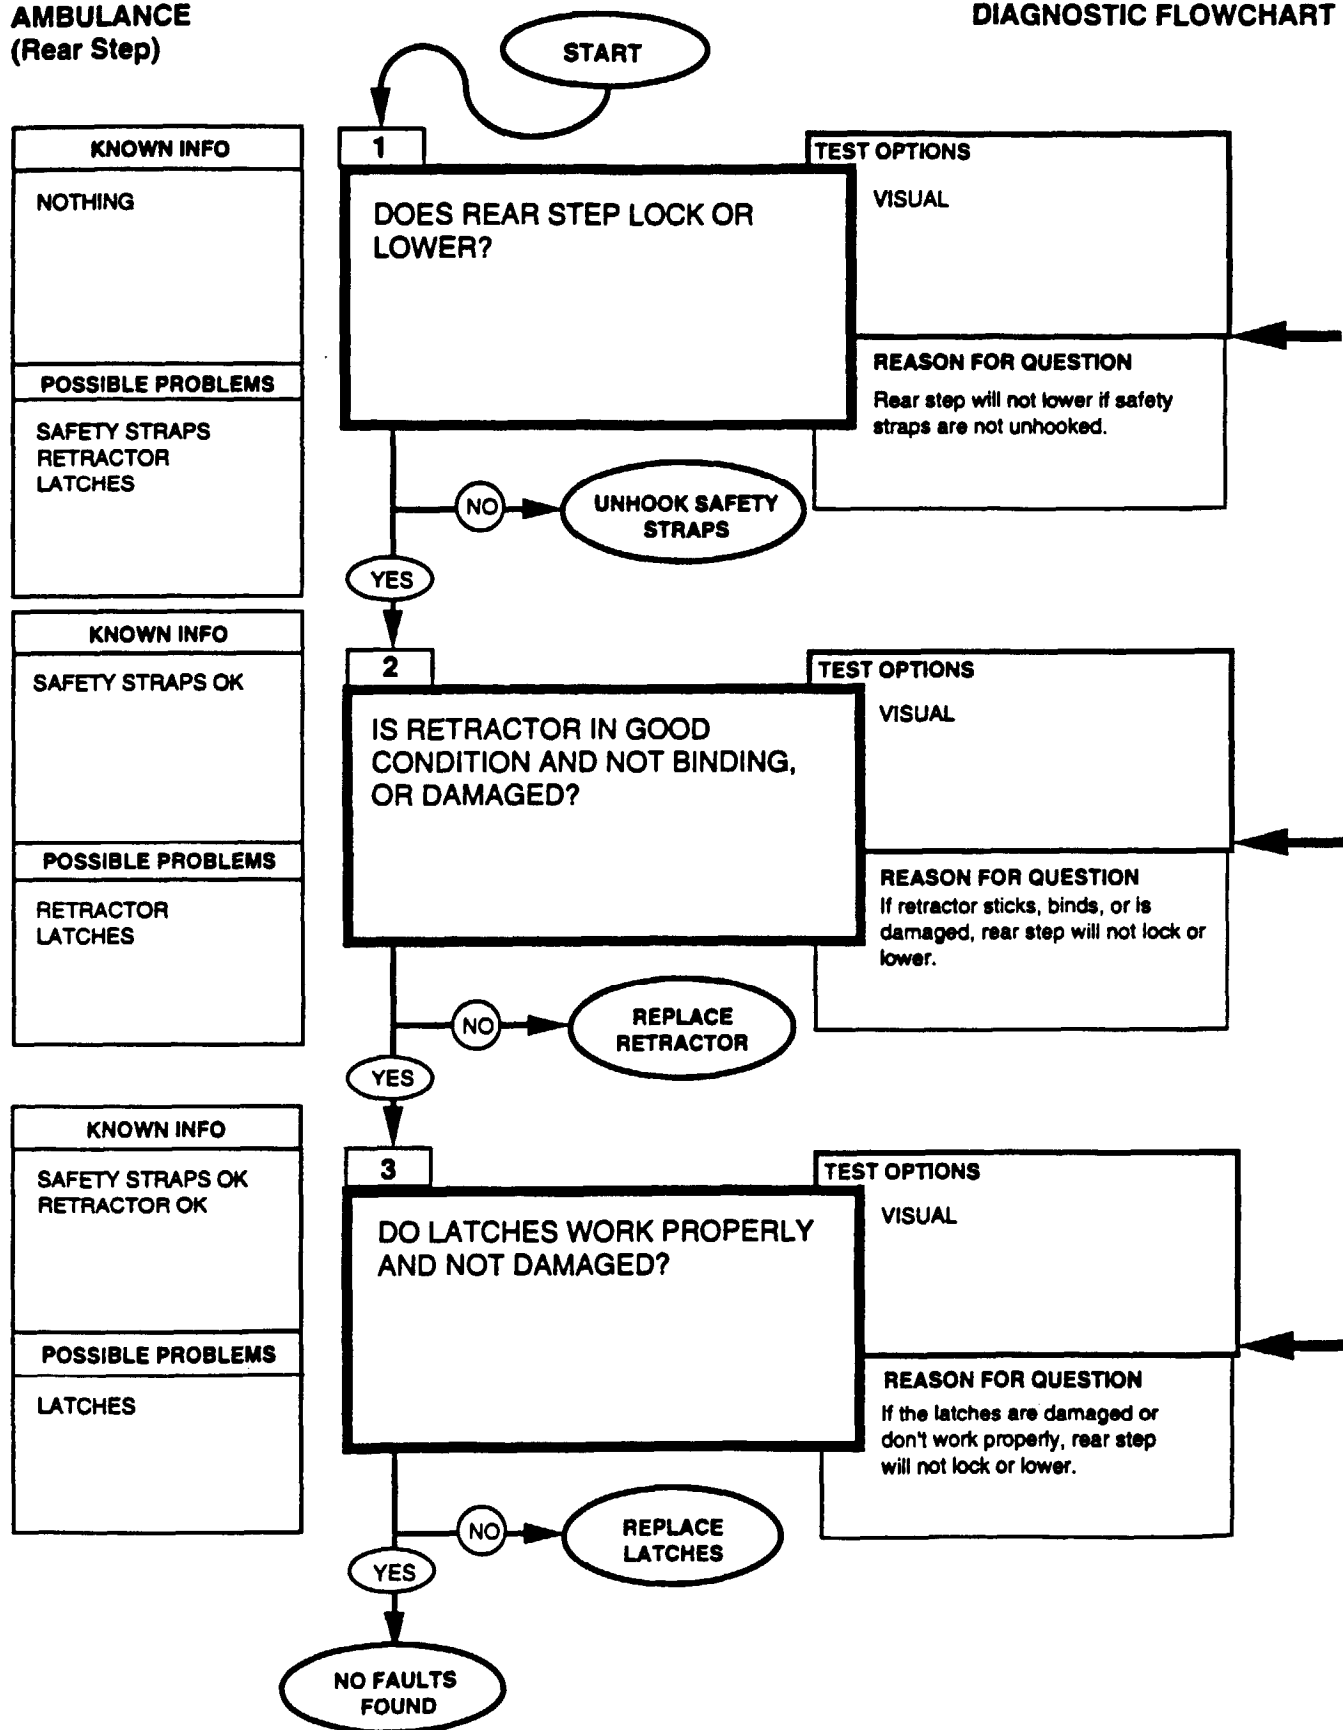 AMBULANCE
(Rear Step)
DIAGNOSTIC FLOWCHART
START
KNOWN INFO
NOTHING
POSSIBLE PROBLEMS
SAFETY STRAPS
RETRACTOR
LATCHES
1
DOES REAR STEP LOCK OR
LOWER?
TEST OPTIONS
VISUAL
REASON FOR QUESTION
Rear step will not lower if safety
straps are not unhooked.
NO
UNHOOK SAFETY
STRAPS
YES
KNOWN INFO
SAFETY STRAPS OK
POSSIBLE PROBLEMS
RETRACTOR
LATCHES
2
IS RETRACTOR IN GOOD
CONDITION AND NOT BINDING,
OR DAMAGED?
TEST OPTIONS
VISUAL
REASON FOR QUESTION
If retractor sticks, binds, or is
damaged, rear step will not lock or
lower.
NO
REPLACE
RETRACTOR
YES
KNOWN INFO
SAFETY STRAPS OK
RETRACTOR OK
POSSIBLE PROBLEMS
LATCHES
3
DO LATCHES WORK PROPERLY
AND NOT DAMAGED?
TEST OPTIONS
VISUAL
REASON FOR QUESTION
If the latches are damaged or
don't work properly, rear step
will not lock or lower.
NO
REPLACE
LATCHES
YES
NO FAULTS
FOUND